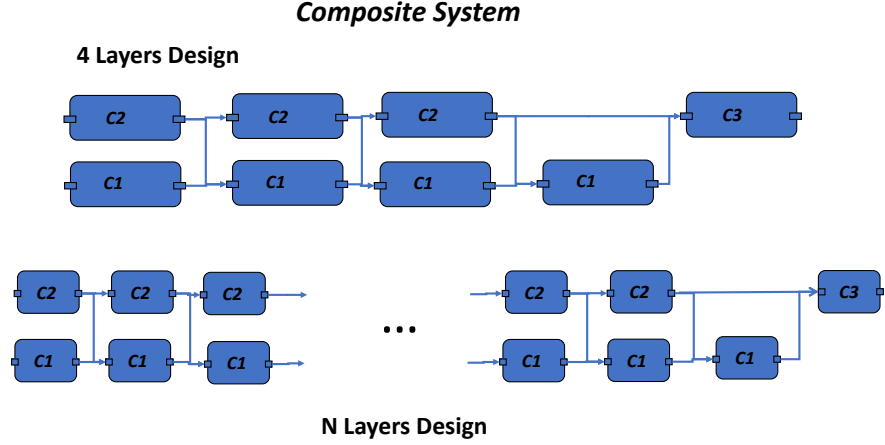 Composite System
4 Layers Design
C2 C2 C2 C3
C1 C1 C1 C1
C2 C2 C2 C2 C2 C3
...
C1 C1 C1 C1 C1 C1
N Layers Design